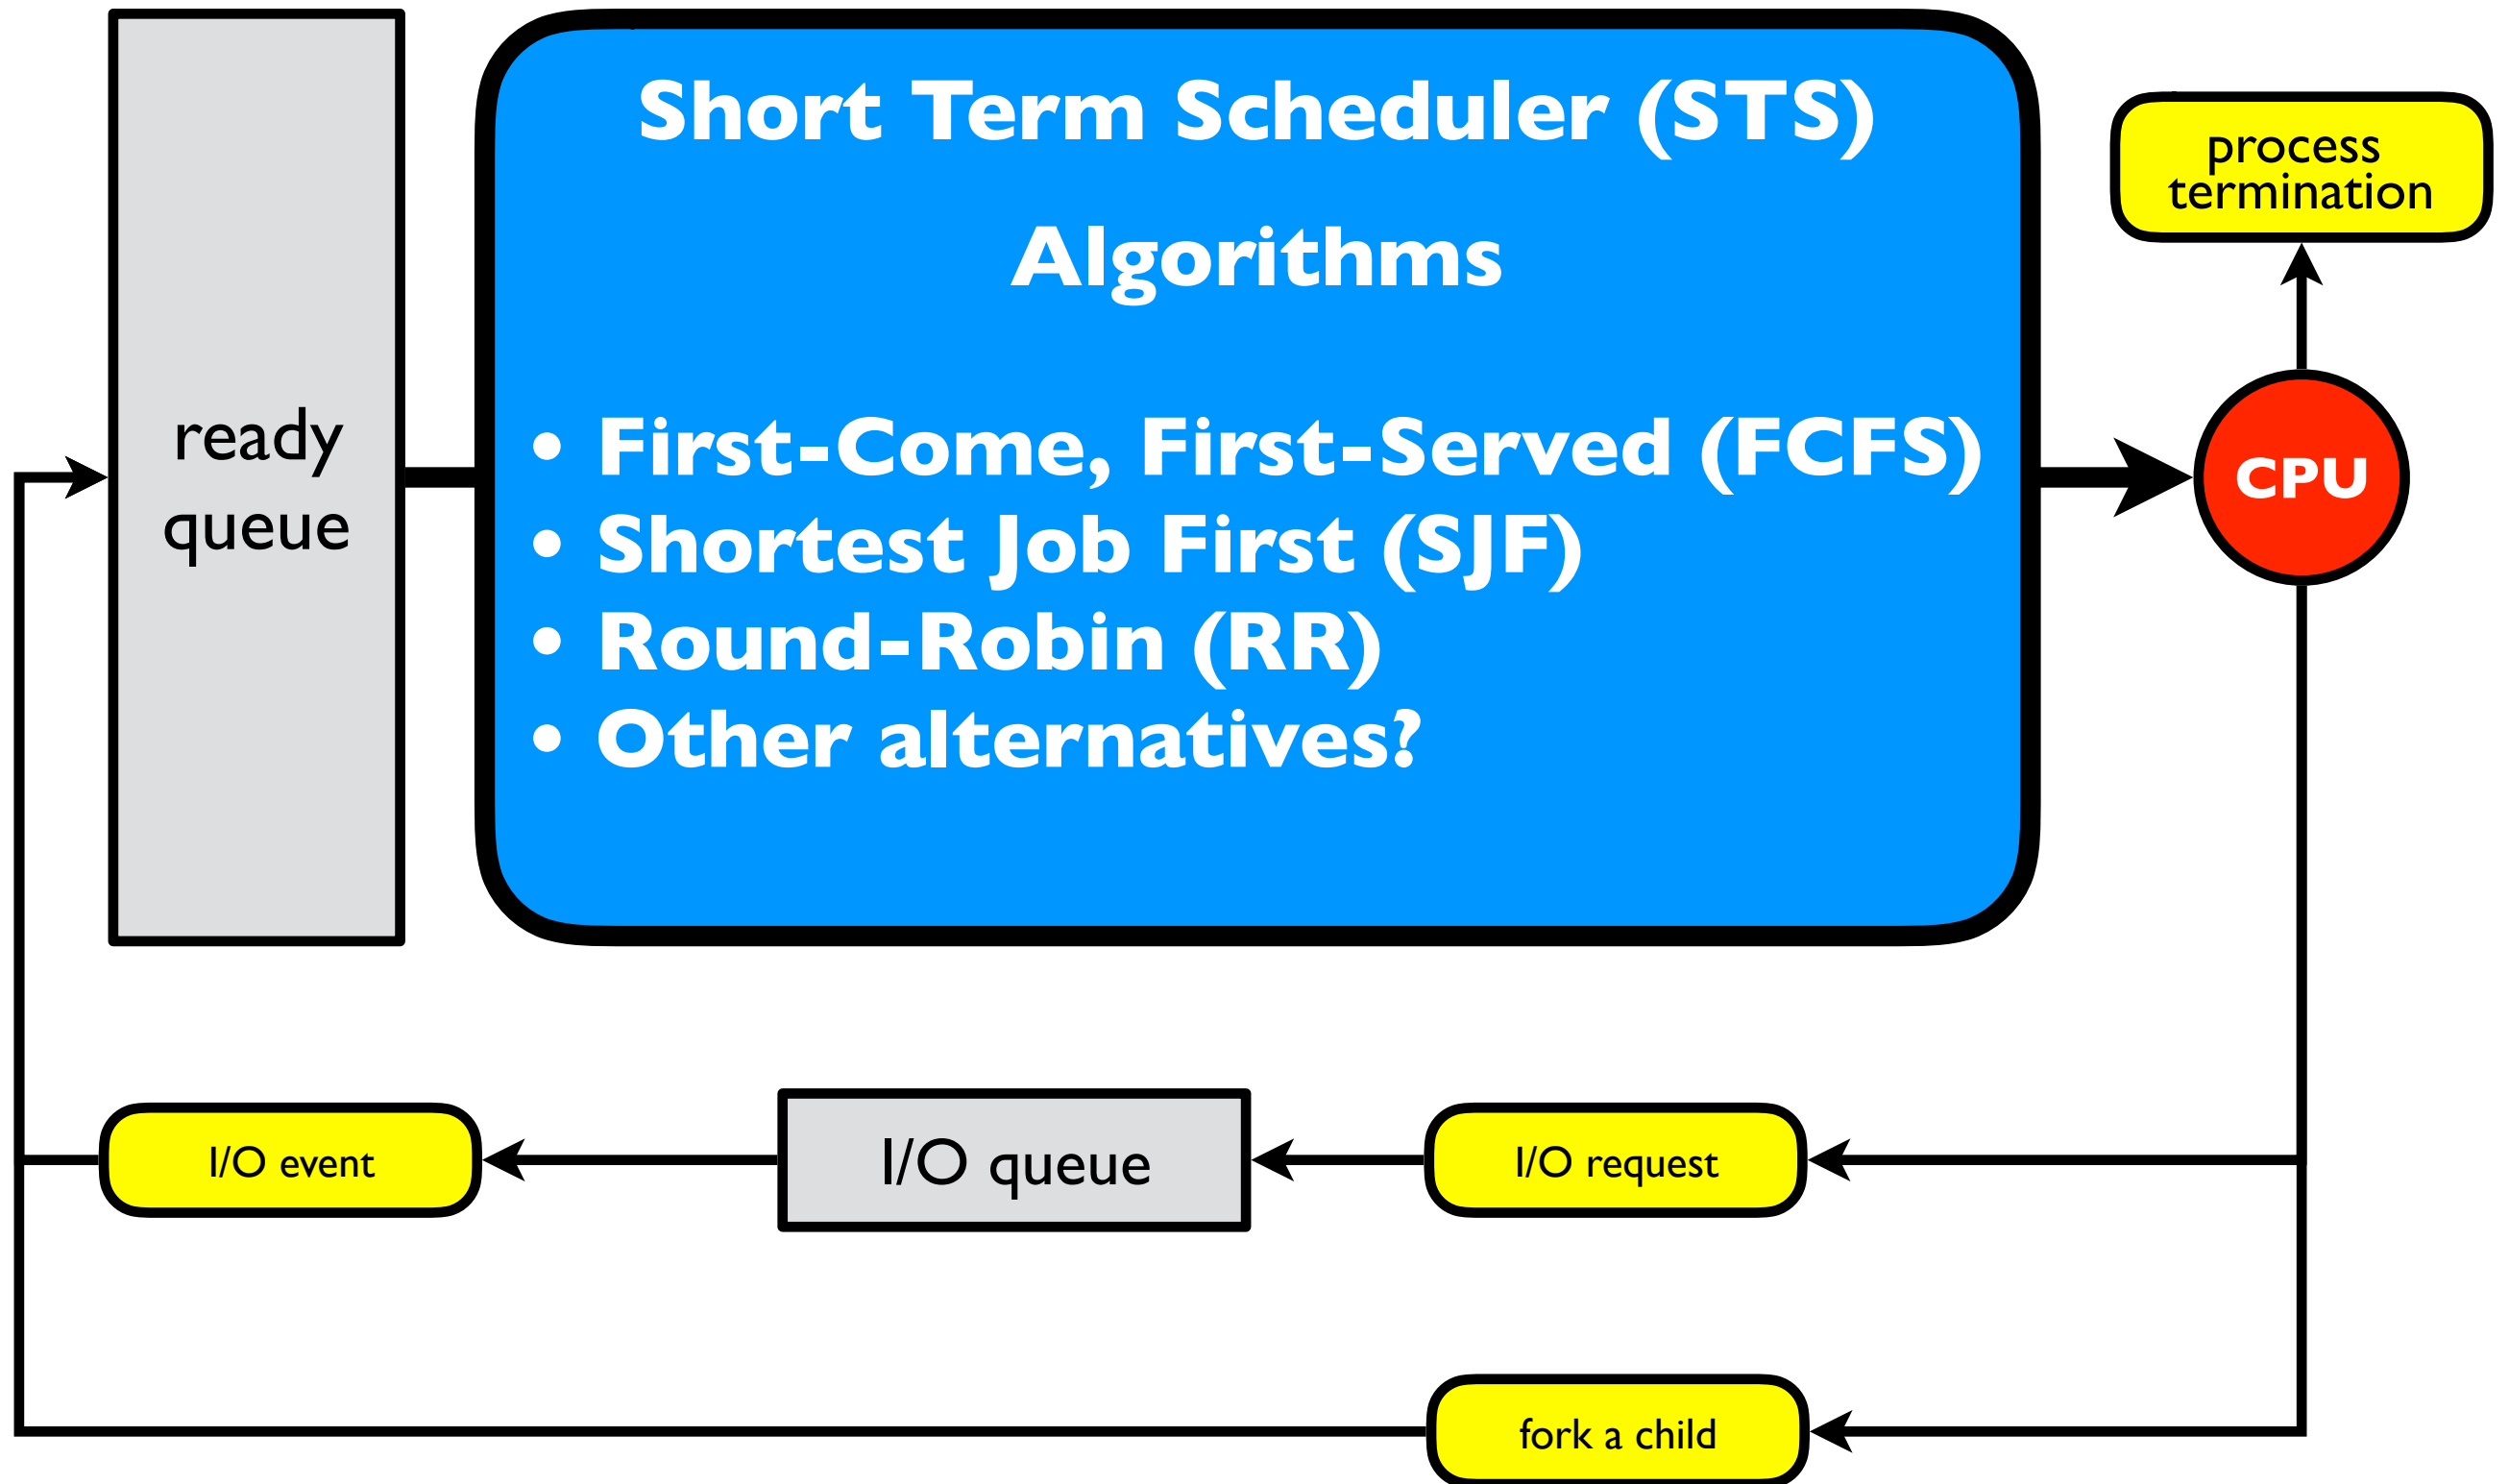 Short Term Scheduler (STS)
Algorithms
• First-Come, First-Served (FCFS)
• Shortest Job First (SJF)
• Round-Robin (RR)
• Other alternatives?
ready
queue
process
termination
CPU
I/O event
I/O queue
I/O request
fork a child